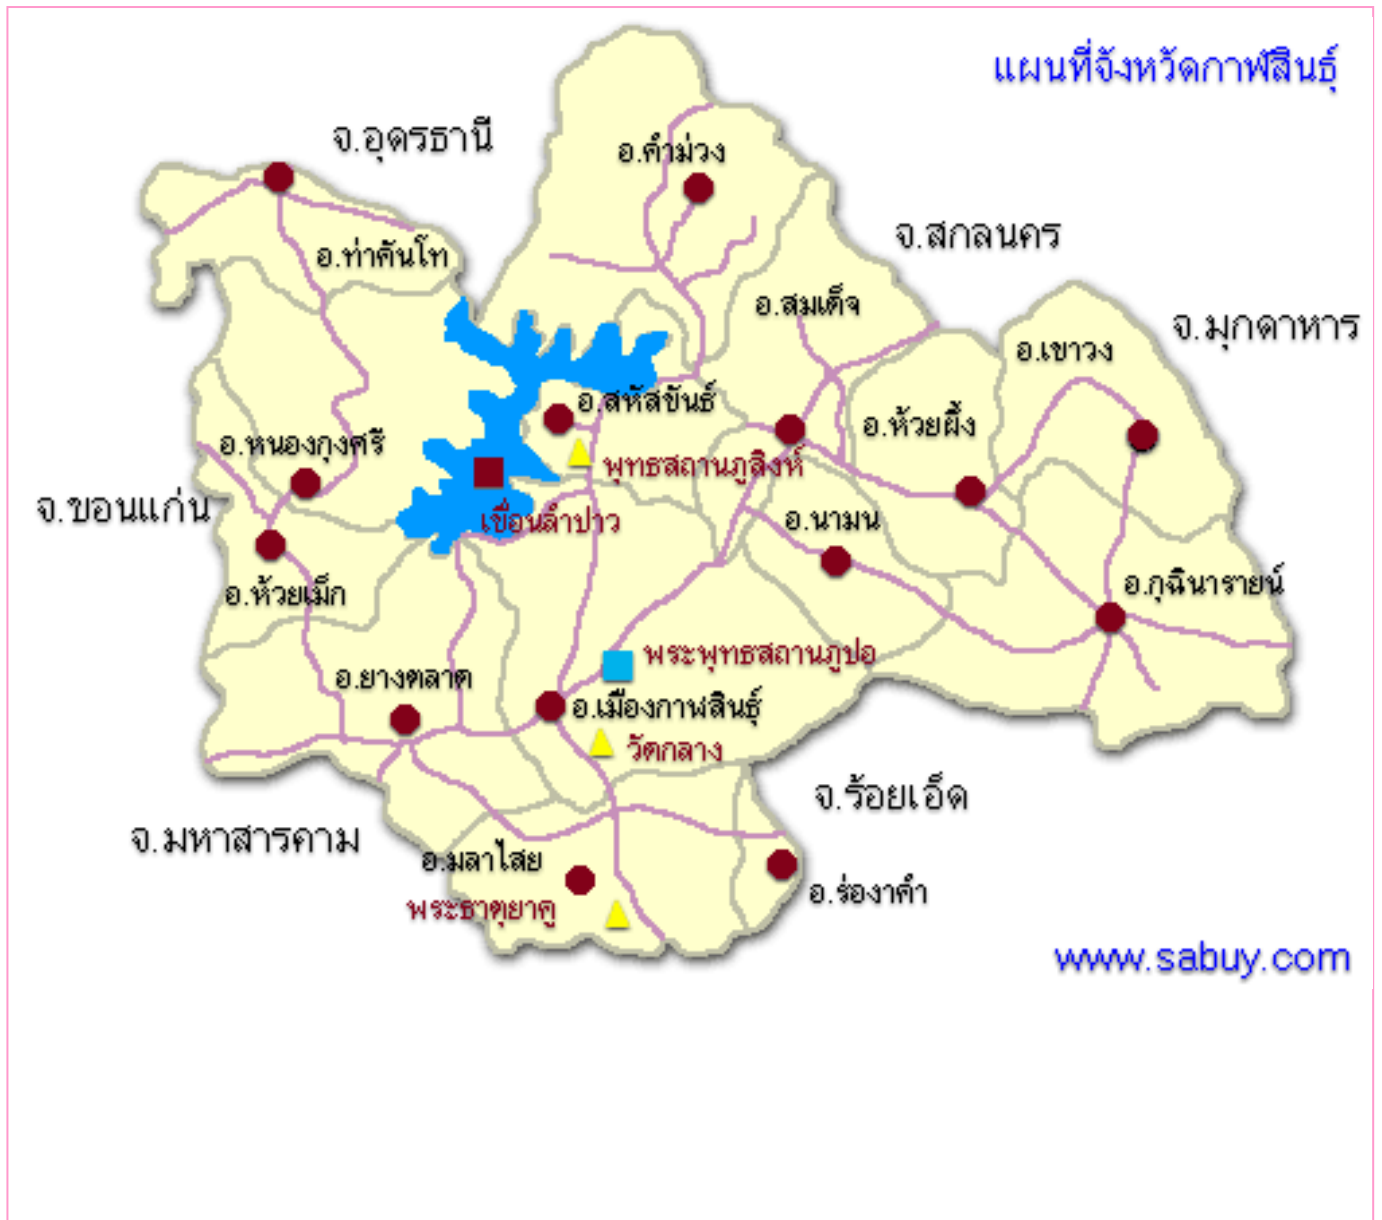 แผนที่จังหวัดกาฬสินธุ์
จ.อุดรธานี
อ.คำม่วง
จ.สกลนคร
อ.ท่าคันโท
อ.สมเด็จ
จ.มุกดาหาร
อ.เขาวง
อ.สหัสขันธ์
อ.ห้วยผึ้ง
อ.หนองกุงศรี
พุทธสถานภูสิงห์
จ.ขอนแก่น
เขื่อนลำปาว
อ.นามน
อ.ห้วยเม็ก
อ.กุฉินารายน์
พระพุทธสถานภูปอ
อ.ยางตลาด
อ.เมืองกาฬสินธุ์
วัดกลาง
จ.ร้อยเอ็ด
จ.มหาสารคาม
อ.มลาไสย
อ.ร่องาคำ
พระธาตุยาคู
www.sabuy.com